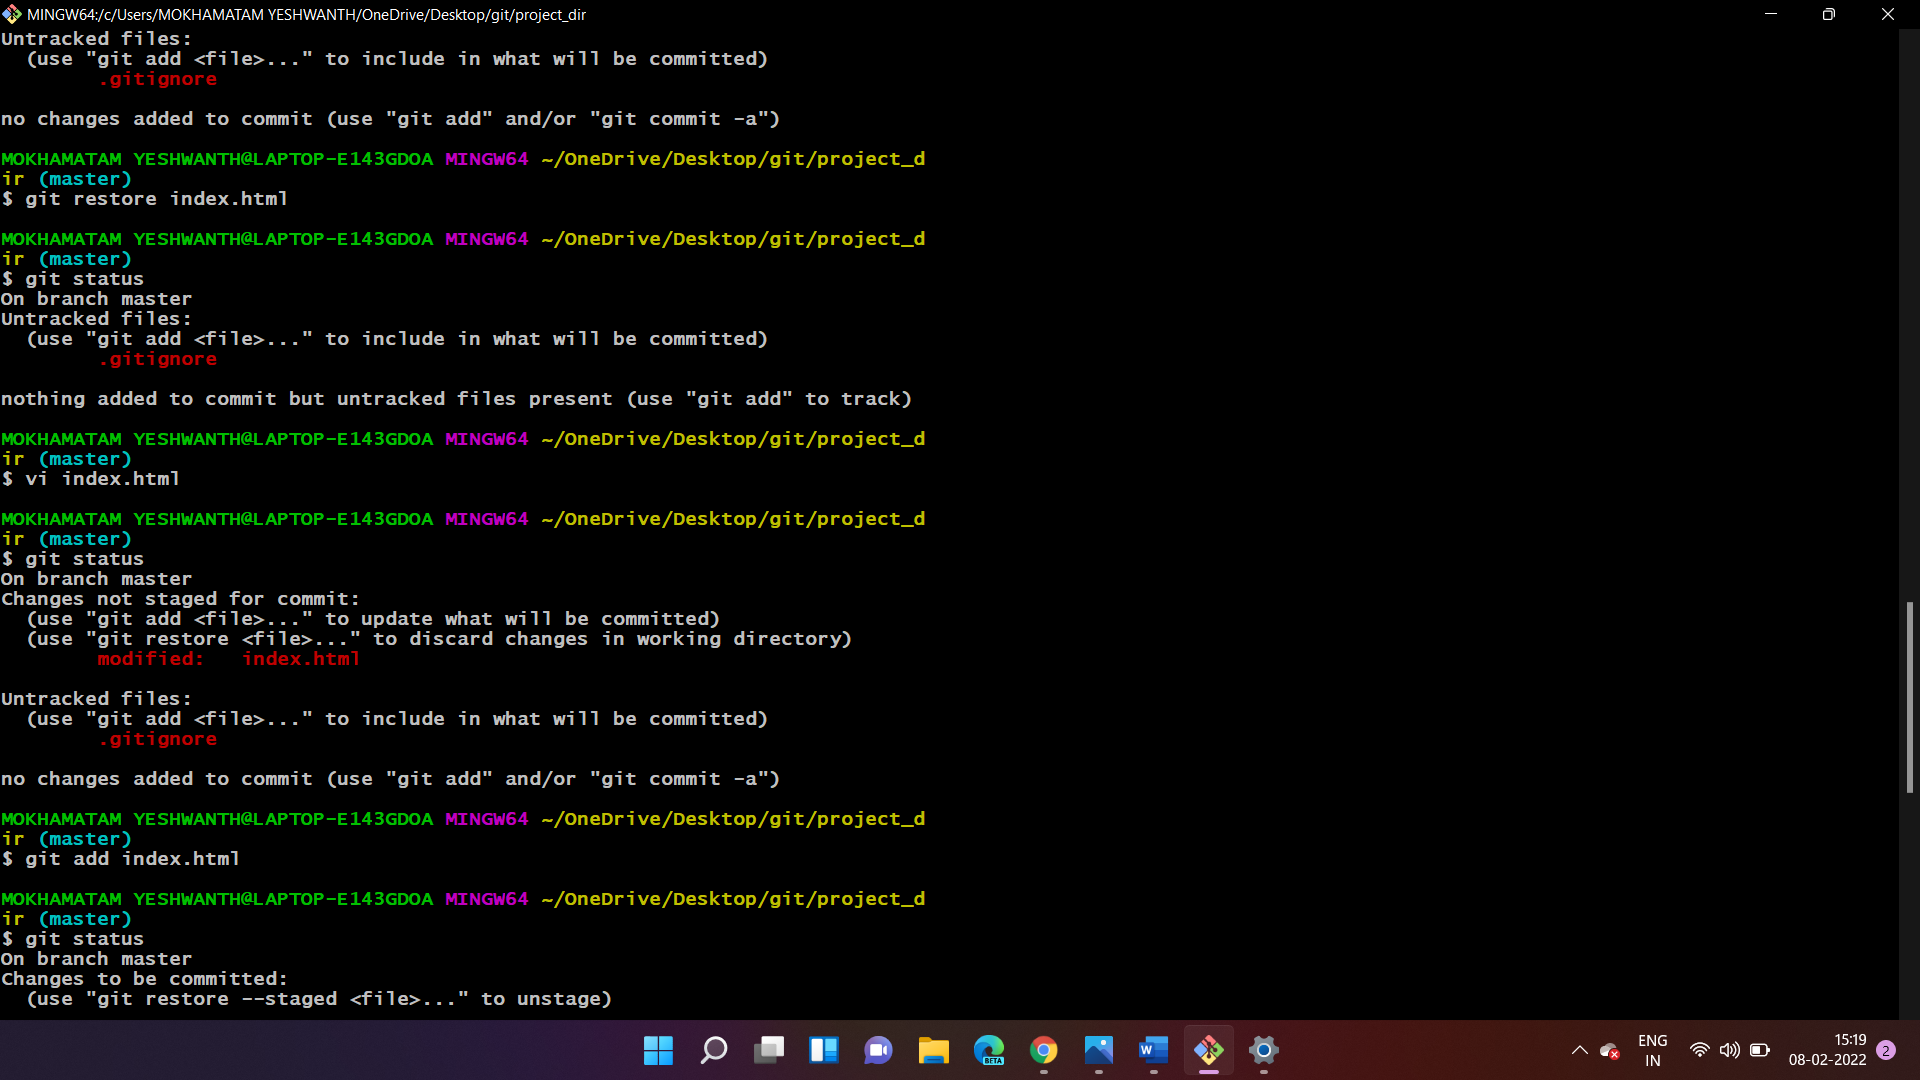 MINGW64:/c/Users/MOKHAMATAM YESHWANTH/OneDrive/Desktop/git/project_dir
Untracked files:
  (use "git add <file>..." to include in what will be committed)
        .gitignore

no changes added to commit (use "git add" and/or "git commit -a")

MOKHAMATAM YESHWANTH@LAPTOP-E143GDOA MINGW64 ~/OneDrive/Desktop/git/project_d
ir (master)
$ git restore index.html

MOKHAMATAM YESHWANTH@LAPTOP-E143GDOA MINGW64 ~/OneDrive/Desktop/git/project_d
ir (master)
$ git status
On branch master
Untracked files:
  (use "git add <file>..." to include in what will be committed)
        .gitignore

nothing added to commit but untracked files present (use "git add" to track)

MOKHAMATAM YESHWANTH@LAPTOP-E143GDOA MINGW64 ~/OneDrive/Desktop/git/project_d
ir (master)
$ vi index.html

MOKHAMATAM YESHWANTH@LAPTOP-E143GDOA MINGW64 ~/OneDrive/Desktop/git/project_d
ir (master)
$ git status
On branch master
Changes not staged for commit:
  (use "git add <file>..." to update what will be committed)
  (use "git restore <file>..." to discard changes in working directory)
        modified:   index.html

Untracked files:
  (use "git add <file>..." to include in what will be committed)
        .gitignore

no changes added to commit (use "git add" and/or "git commit -a")

MOKHAMATAM YESHWANTH@LAPTOP-E143GDOA MINGW64 ~/OneDrive/Desktop/git/project_d
ir (master)
$ git add index.html

MOKHAMATAM YESHWANTH@LAPTOP-E143GDOA MINGW64 ~/OneDrive/Desktop/git/project_d
ir (master)
$ git status
On branch master
Changes to be committed:
  (use "git restore --staged <file>..." to unstage)
BETA
W
ENG
IN
15:19
08-02-2022
2